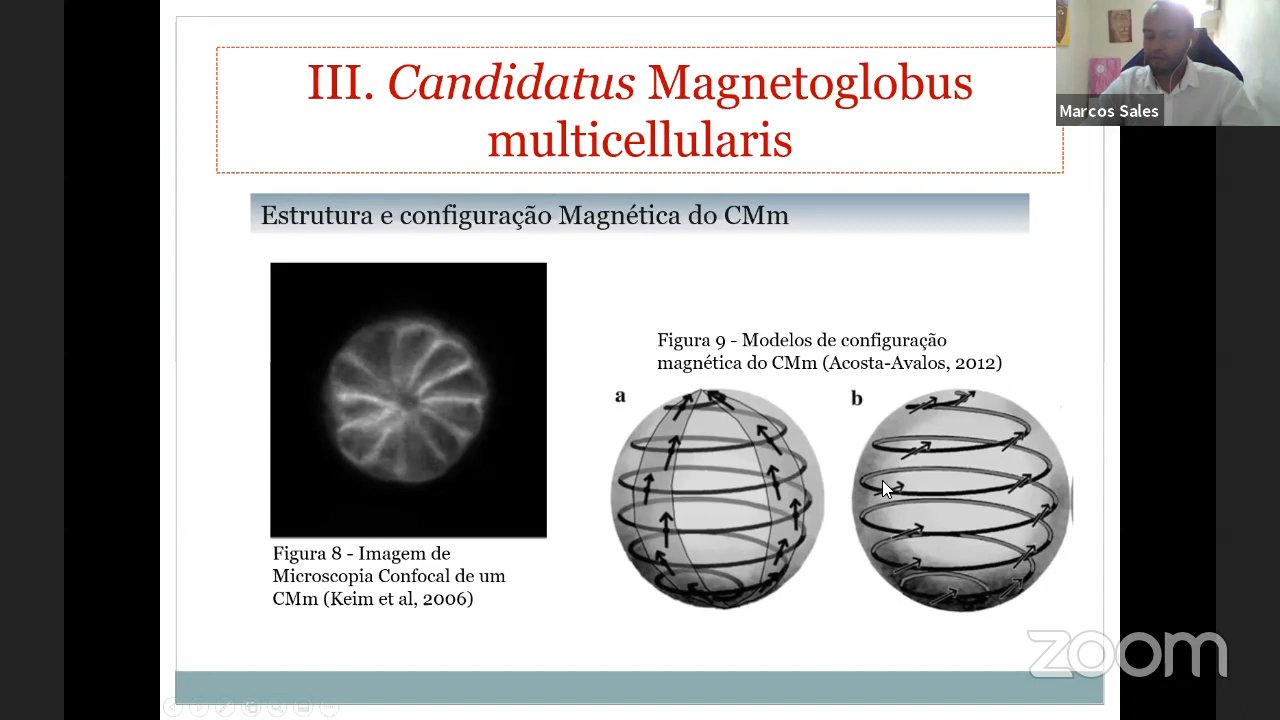 III. Candidatus Magnetoglobus
multicellularis
Marcos Sales
Estrutura e configuração Magnética do CMm
Figura 9 - Modelos de configuração
magnética do CMm (Acosta-Avalos, 2012)
a
b
Figura 8 - Imagem de
Microscopia Confocal de um
CMm (Keim et al, 2006)
zoom